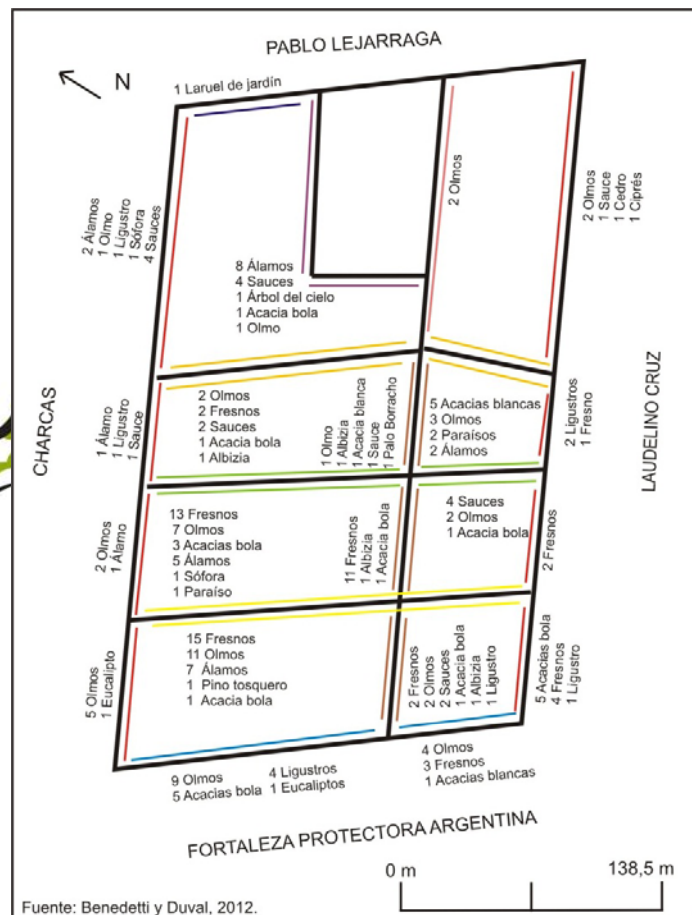 PABLO LEJARRAGA
N
1 Laruel de jardín
2 Álamos
1 Olmo
1 Ligustro
1 Sófora
4 Sauces
8 Álamos
4 Sauces
1 Árbol del cielo
1 Acacia bola
1 Olmo
2 Olmos
2 Olmos
1 Sauce
1 Cedro
1 Ciprés
CHARCAS
LAUDELINO CRUZ
1 Álamo
1 Ligustro
1 Sauce
2 Olmos
2 Fresnos
2 Sauces
1 Acacia bola
1 Albizia
1 Olmo
1 Albizia
1 Acacia blanca
1 Sauce
1 Palo Borracho
5 Acacias blancas
3 Olmos
2 Paraísos
2 Álamos
2 Ligustros
1 Fresno
2 Olmos
1 Álamo
13 Fresnos
7 Olmos
3 Acacias bola
5 Álamos
1 Sófora
1 Paraíso
11 Fresnos
1 Albizia
1 Acacia bola
4 Sauces
2 Olmos
1 Acacia bola
2 Fresnos
5 Olmos
1 Eucalipto
15 Fresnos
11 Olmos
7 Álamos
1 Pino tosquero
1 Acacia bola
2 Fresnos
2 Olmos
2 Sauces
1 Acacia bola
1 Albizia
1 Ligustro
5 Acacias bola
4 Fresnos
1 Ligustro
9 Olmos 4 Ligustros
5 Acacias bola 1 Eucaliptos
4 Olmos
3 Fresnos
1 Acacias blancas
FORTALEZA PROTECTORA ARGENTINA
0 m 138,5 m
Fuente: Benedetti y Duval, 2012.